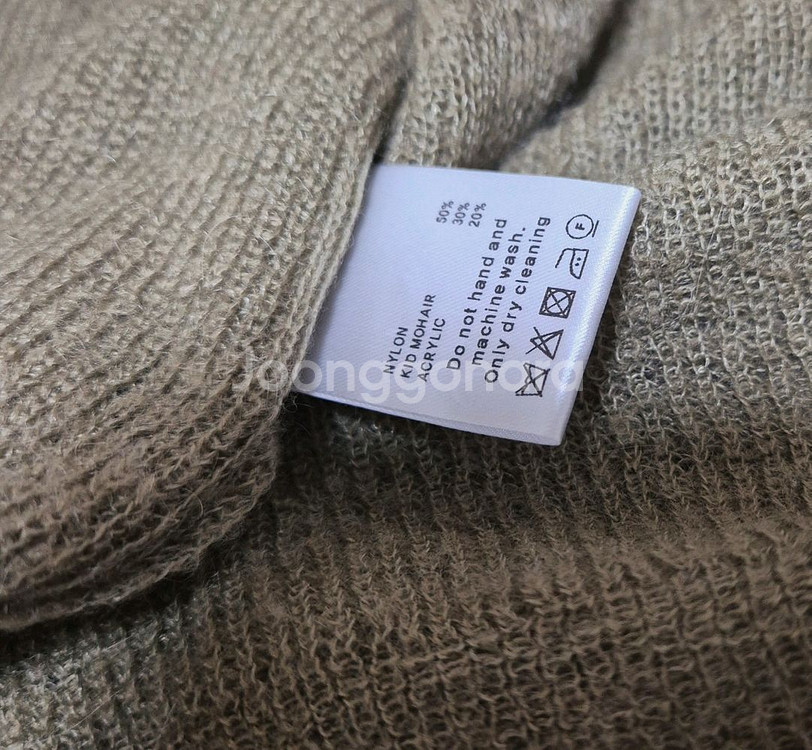 NYLON 50%
KID MOHAIR 30%
ACRYLIC 20%
Do not hand and
machine wash.
Only dry cleaning
F
Joonggonara